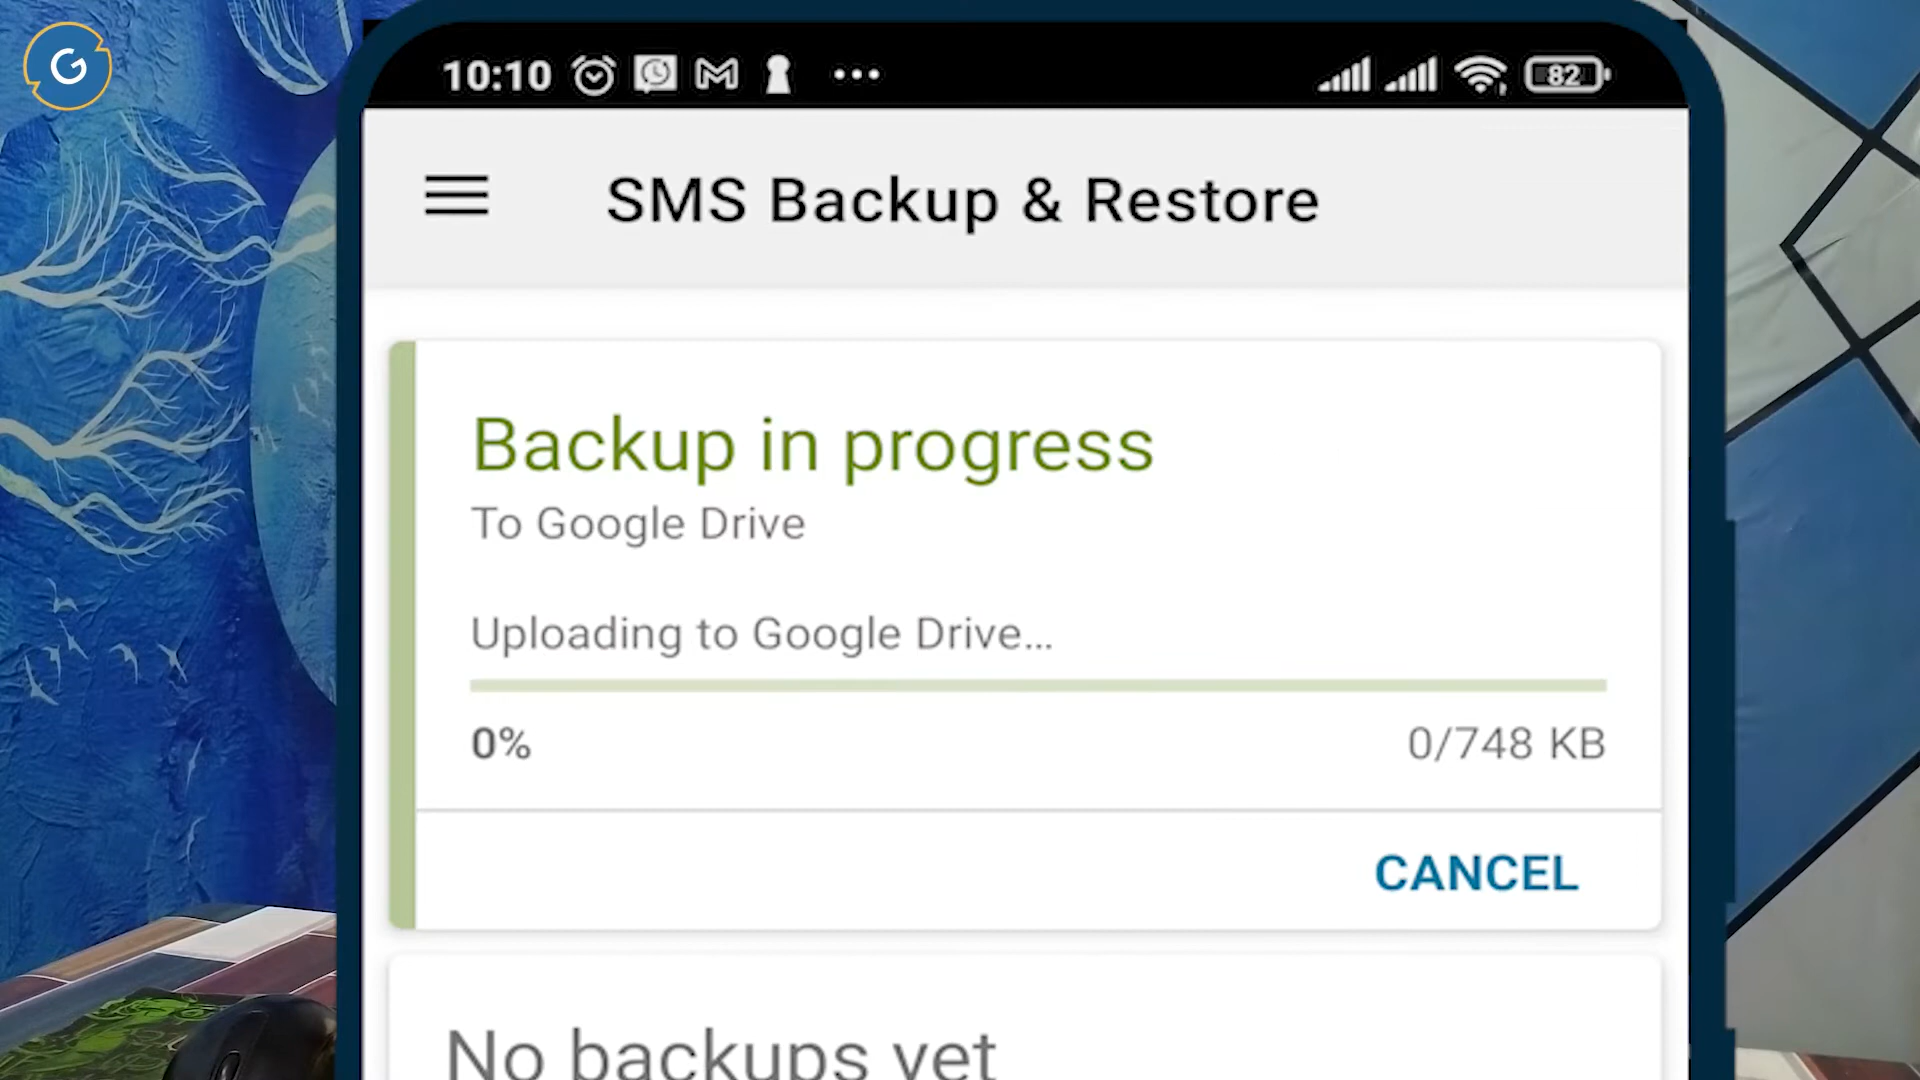 G
10:10
82
SMS Backup & Restore
Backup in progress
To Google Drive
Uploading to Google Drive...
0%
0/748 KB
CANCEL
No backups yet